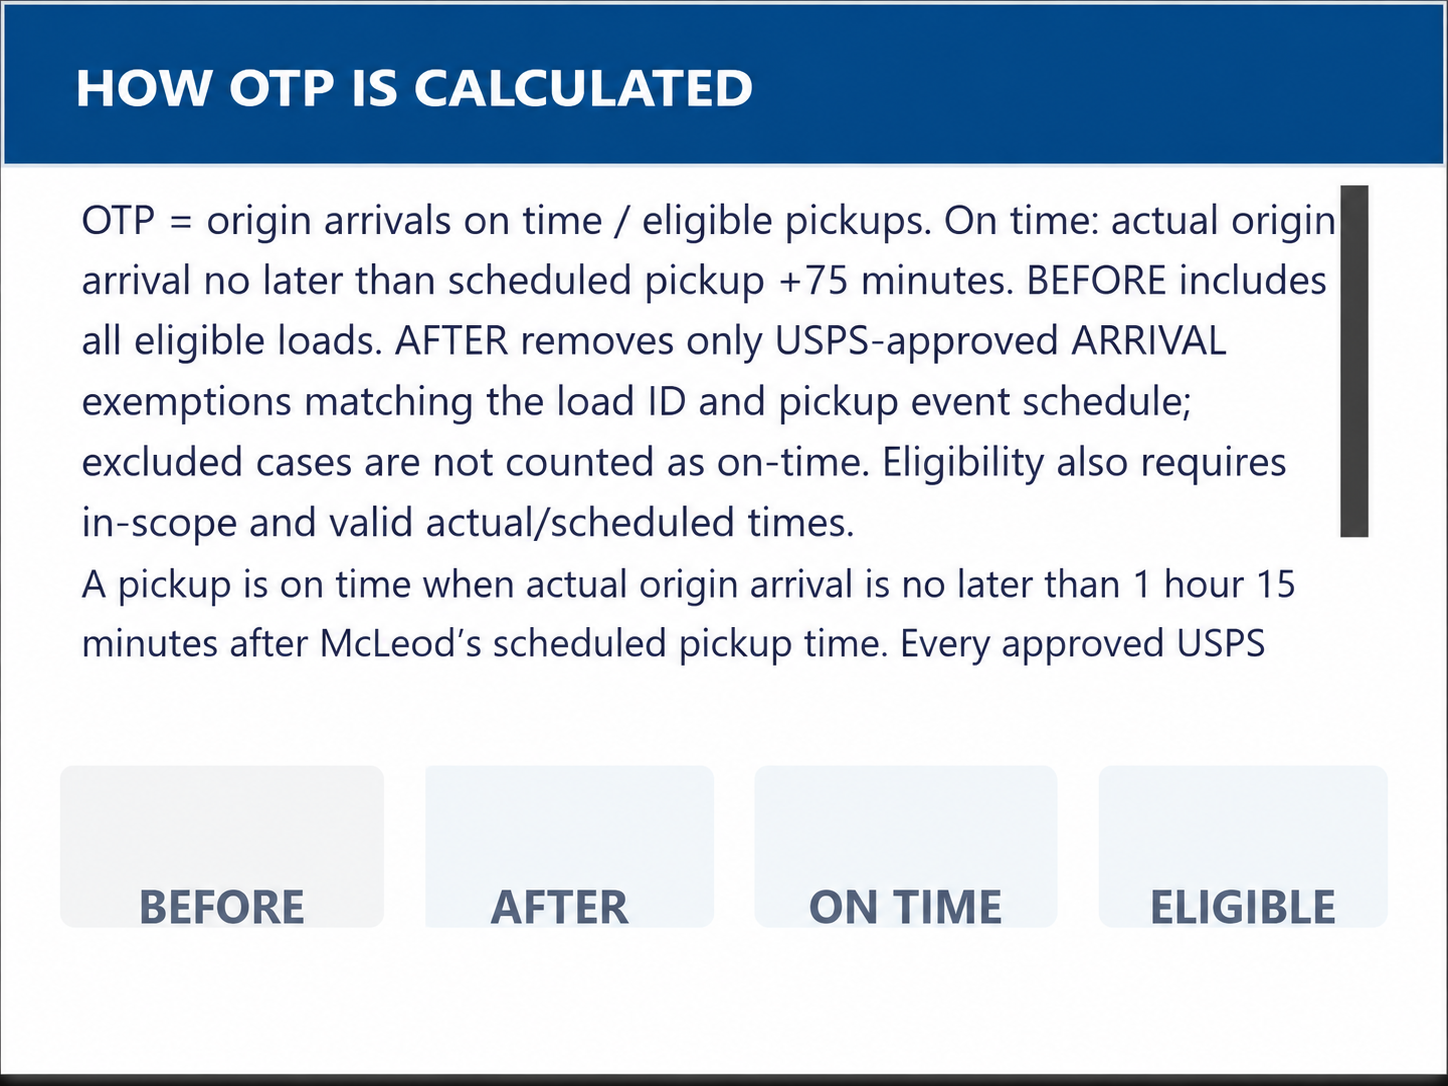 HOW OTP IS CALCULATED
OTP = origin arrivals on time / eligible pickups. On time: actual origin
arrival no later than scheduled pickup +75 minutes. BEFORE includes
all eligible loads. AFTER removes only USPS-approved ARRIVAL
exemptions matching the load ID and pickup event schedule;
excluded cases are not counted as on-time. Eligibility also requires
in-scope and valid actual/scheduled times.
A pickup is on time when actual origin arrival is no later than 1 hour 15
minutes after McLeod’s scheduled pickup time. Every approved USPS
BEFORE
AFTER
ON TIME
ELIGIBLE